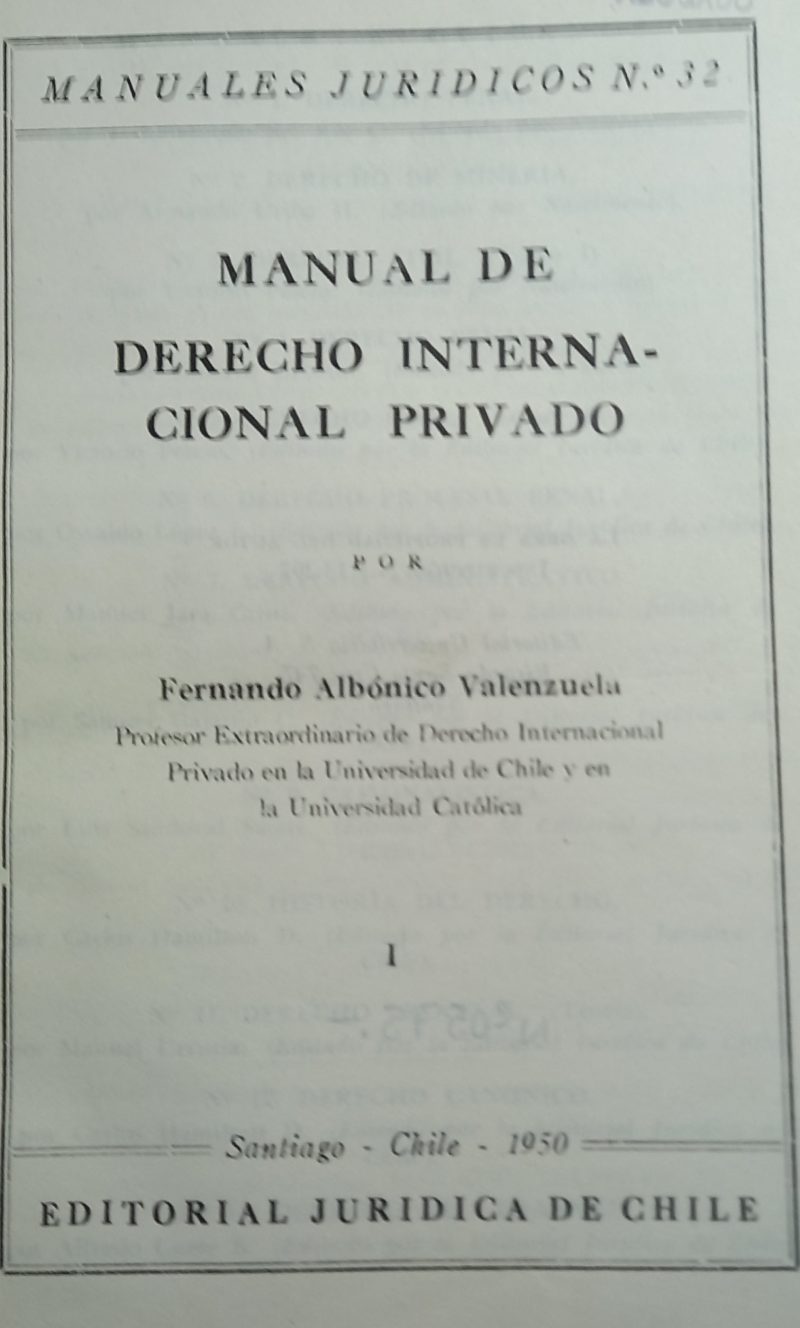 MANUALES JURIDICOS N.º 32
MANUAL DE
DERECHO INTERNA-
CIONAL PRIVADO
POR
Fernando Albónico Valenzuela
Profesor Extraordinario de Derecho Internacional
Privado en la Universidad de Chile y en
la Universidad Católica
I
Santiago - Chile - 1950
EDITORIAL JURIDICA DE CHILE